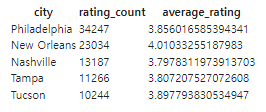 city rating_count average_rating
Philadelphia 34247 3.856016585394341
New Orleans 23034 4.01033255187983
Nashville 13187 3.7978311973913703
Tampa 11266 3.807207527072608
Tucson 10244 3.897793830534947